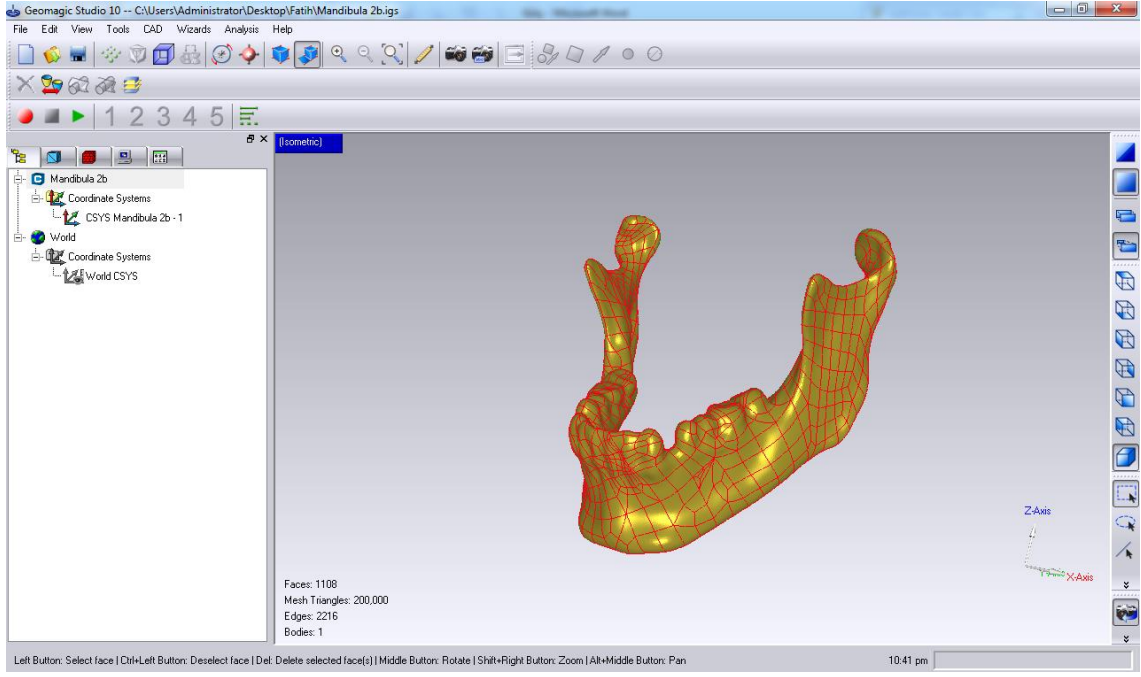 Geomagic Studio 10 -- C:\Users\Administrator\Desktop\Fatih\Mandibula 2b.igs
File Edit View Tools CAD Wizards Analysis Help
1 2 3 4 5
(Isometric)
Mandibula 2b
Coordinate Systems
CSYS Mandibula 2b - 1
World
Coordinate Systems
World CSYS
Z-Axis
X-Axis
Faces: 1108
Mesh Triangles: 200,000
Edges: 2216
Bodies: 1
Left Button: Select face | Ctrl+Left Button: Deselect face | Del: Delete selected face(s) | Middle Button: Rotate | Shift+Right Button: Zoom | Alt+Middle Button: Pan
10:41 pm